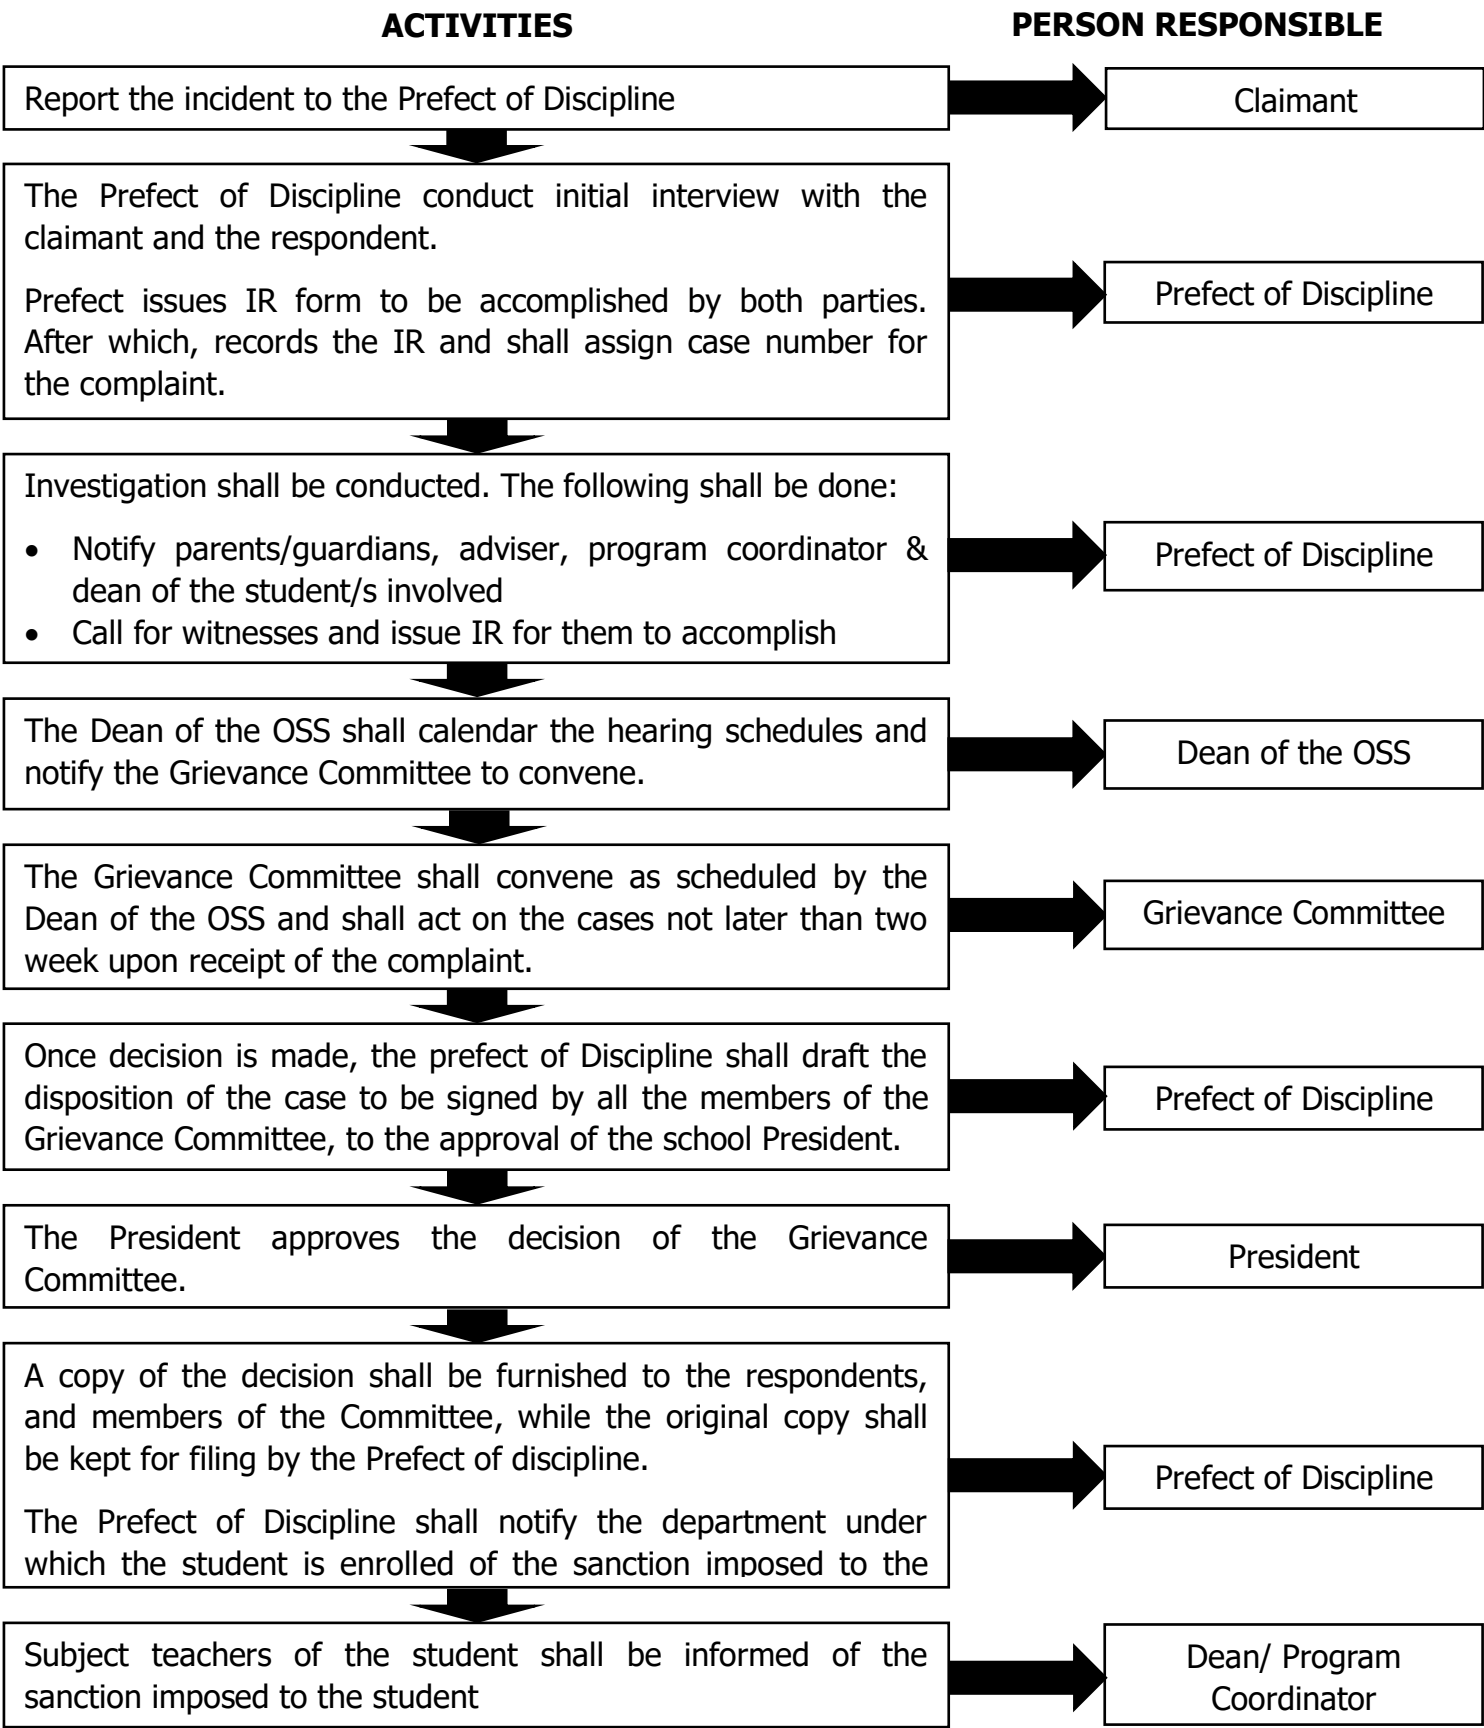 ACTIVITIES
PERSON RESPONSIBLE
Report the incident to the Prefect of Discipline
Claimant
The Prefect of Discipline conduct initial interview with the
claimant and the respondent.
Prefect issues IR form to be accomplished by both parties.
After which, records the IR and shall assign case number for
the complaint.
Prefect of Discipline
Investigation shall be conducted. The following shall be done:
• Notify parents/guardians, adviser, program coordinator &
dean of the student/s involved
• Call for witnesses and issue IR for them to accomplish
Prefect of Discipline
The Dean of the OSS shall calendar the hearing schedules and
notify the Grievance Committee to convene.
Dean of the OSS
The Grievance Committee shall convene as scheduled by the
Dean of the OSS and shall act on the cases not later than two
week upon receipt of the complaint.
Grievance Committee
Once decision is made, the prefect of Discipline shall draft the
disposition of the case to be signed by all the members of the
Grievance Committee, to the approval of the school President.
Prefect of Discipline
The President approves the decision of the Grievance
Committee.
President
A copy of the decision shall be furnished to the respondents,
and members of the Committee, while the original copy shall
be kept for filing by the Prefect of discipline.
The Prefect of Discipline shall notify the department under
which the student is enrolled of the sanction imposed to the
Prefect of Discipline
Subject teachers of the student shall be informed of the
sanction imposed to the student
Dean/ Program
Coordinator